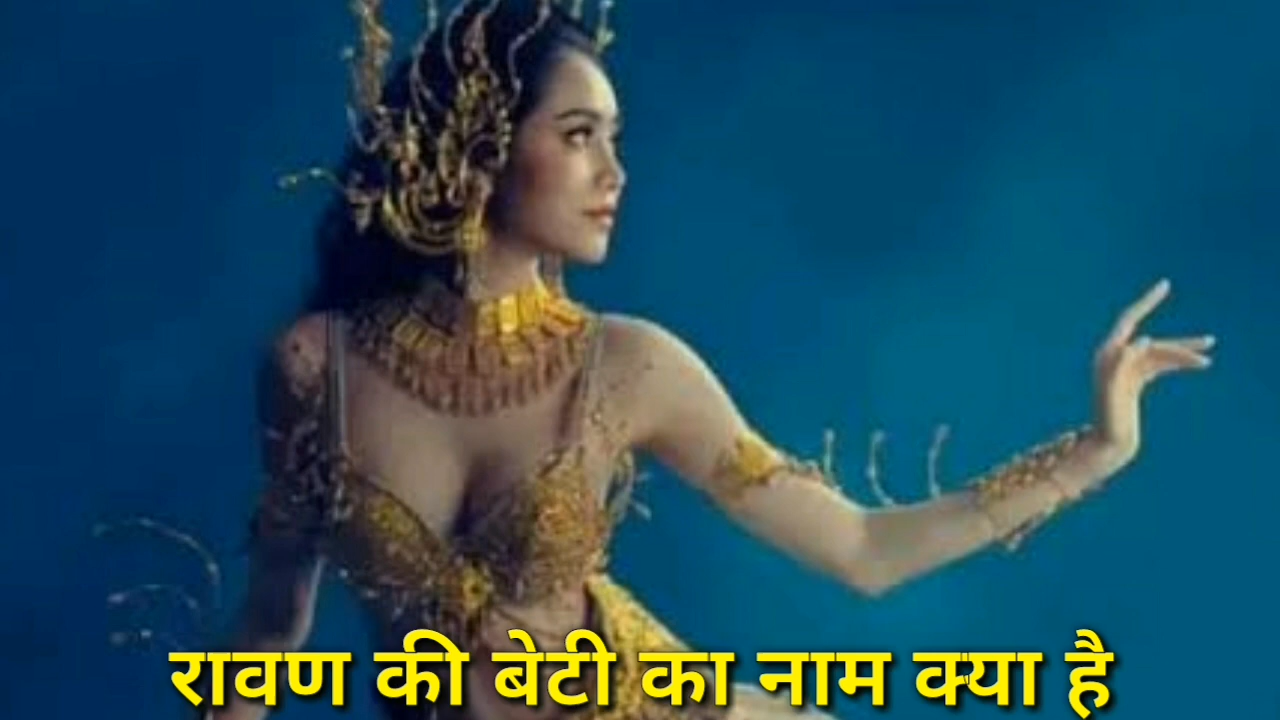 रावण की बेटी का नाम क्या है